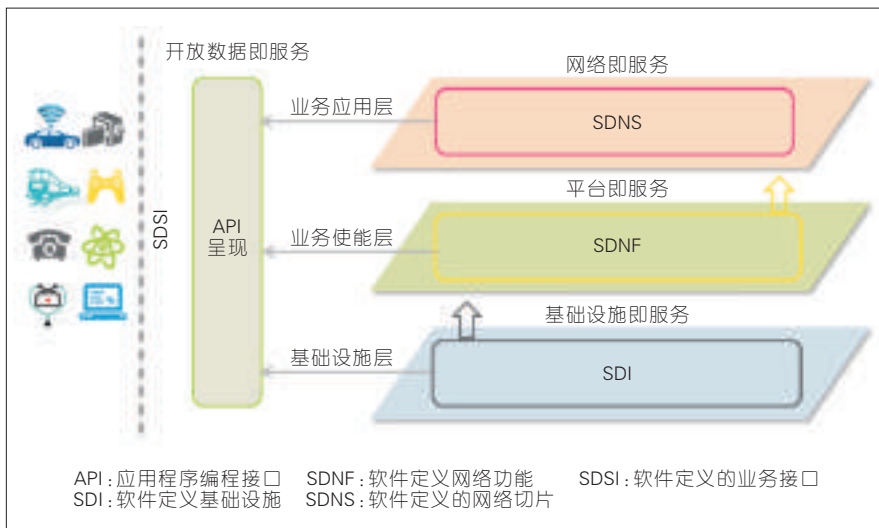 开放数据即服务
网络即服务
业务应用层
SDNS
平台即服务
SDSI
API
呈现
业务使能层
SDNF
基础设施即服务
基础设施层
SDI
API:应用程序编程接口 SDNF:软件定义网络功能 SDSI:软件定义的业务接口
SDI:软件定义基础设施 SDNS:软件定义的网络切片